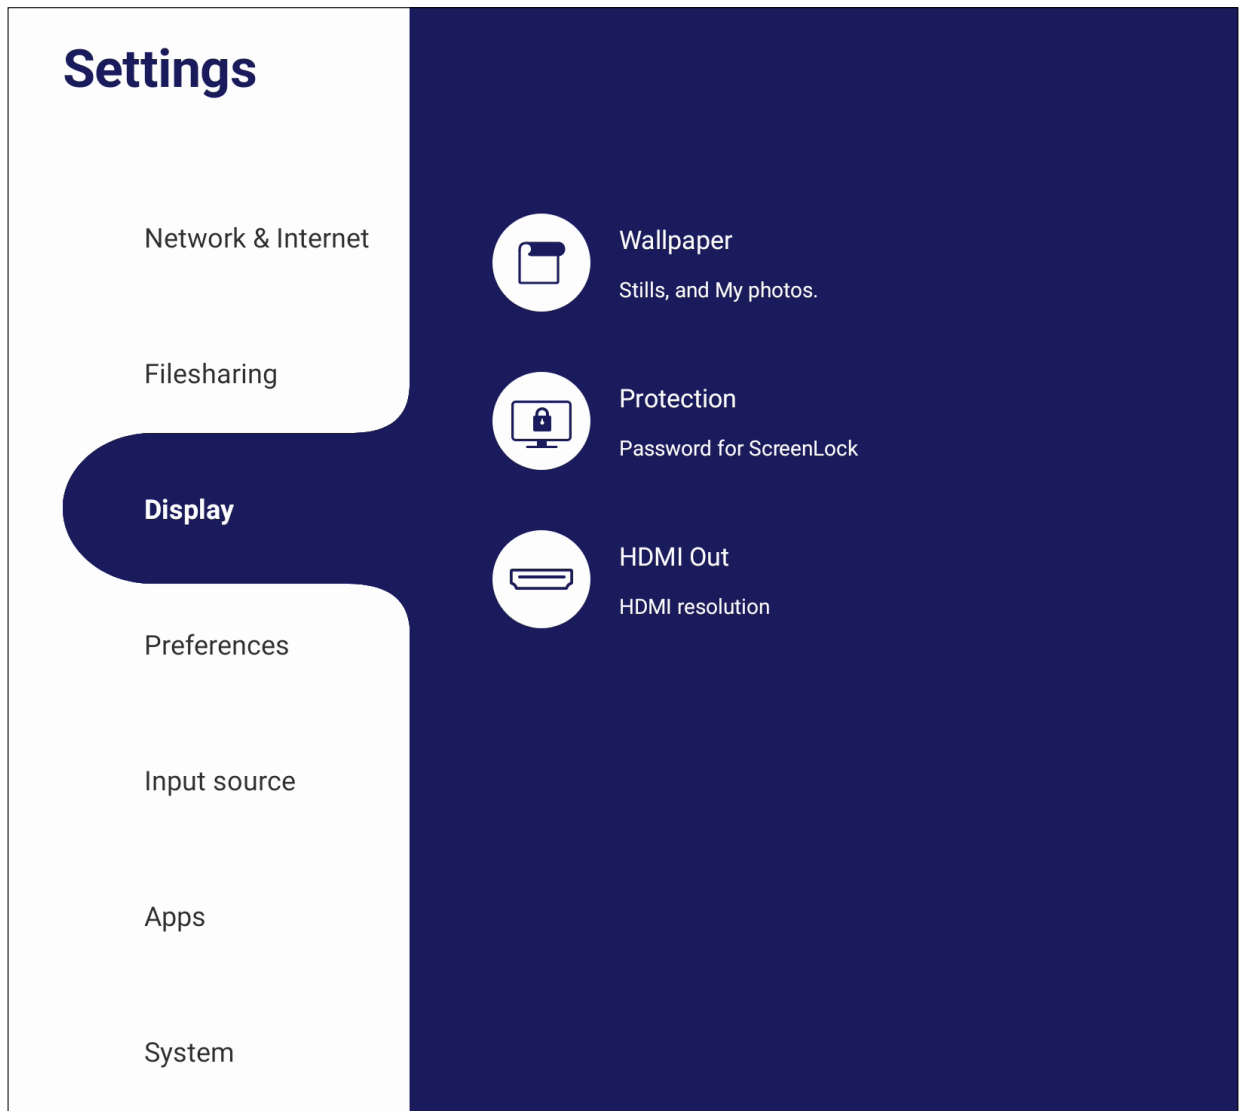 Settings
Network & Internet
Filesharing
Display
Preferences
Input source
Apps
System
Wallpaper
Stills, and My photos.
Protection
Password for ScreenLock
HDMI Out
HDMI resolution